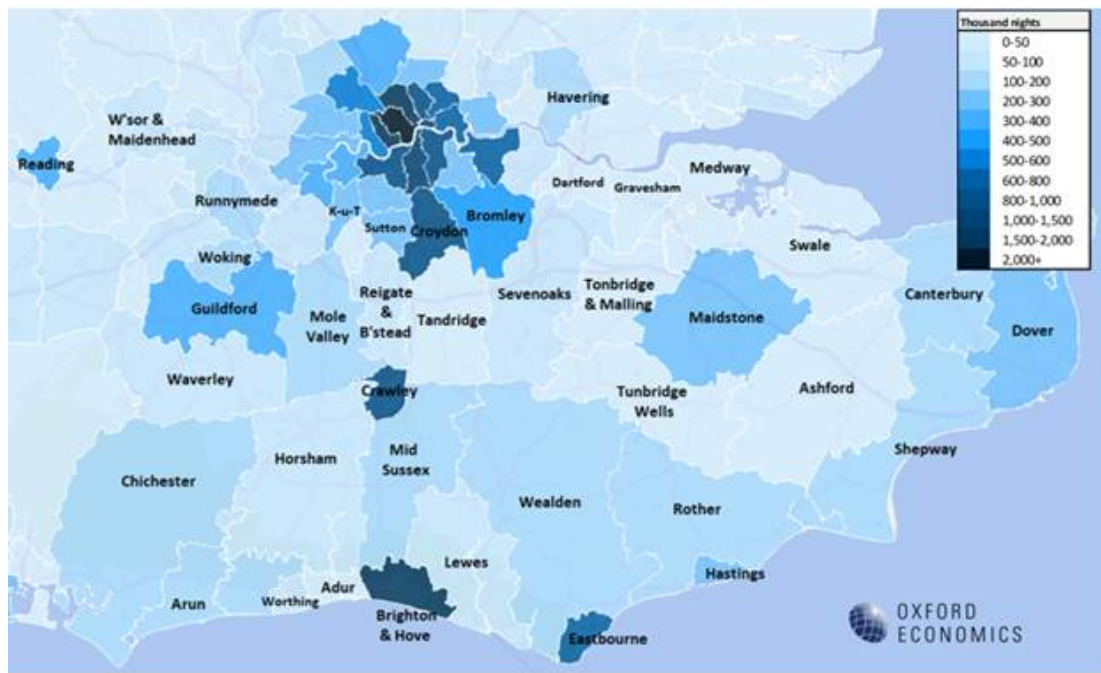 Thousand nights
0-50
50-100
100-200
200-300
300-400
400-500
500-600
600-800
800-1,000
1,000-1,500
1,500-2,000
2,000+
Havering
W'sor &
Maidenhead
Reading
Medway
Dartford
Gravesham
Runnymede
K-u-T
Bromley
Sutton
Croydon
Swale
Woking
Guildford
Reigate
&
B'stead
Sevenoaks
Tonbridge
& Malling
Canterbury
Mole
Valley
Tandridge
Maidstone
Dover
Waverley
Crawley
Tunbridge
Wells
Ashford
Horsham
Mid
Sussex
Shepway
Chichester
Wealden
Rother
Lewes
Hastings
Adur
Arun
Worthing
Brighton
& Hove
Eastbourne
OXFORD
ECONOMICS